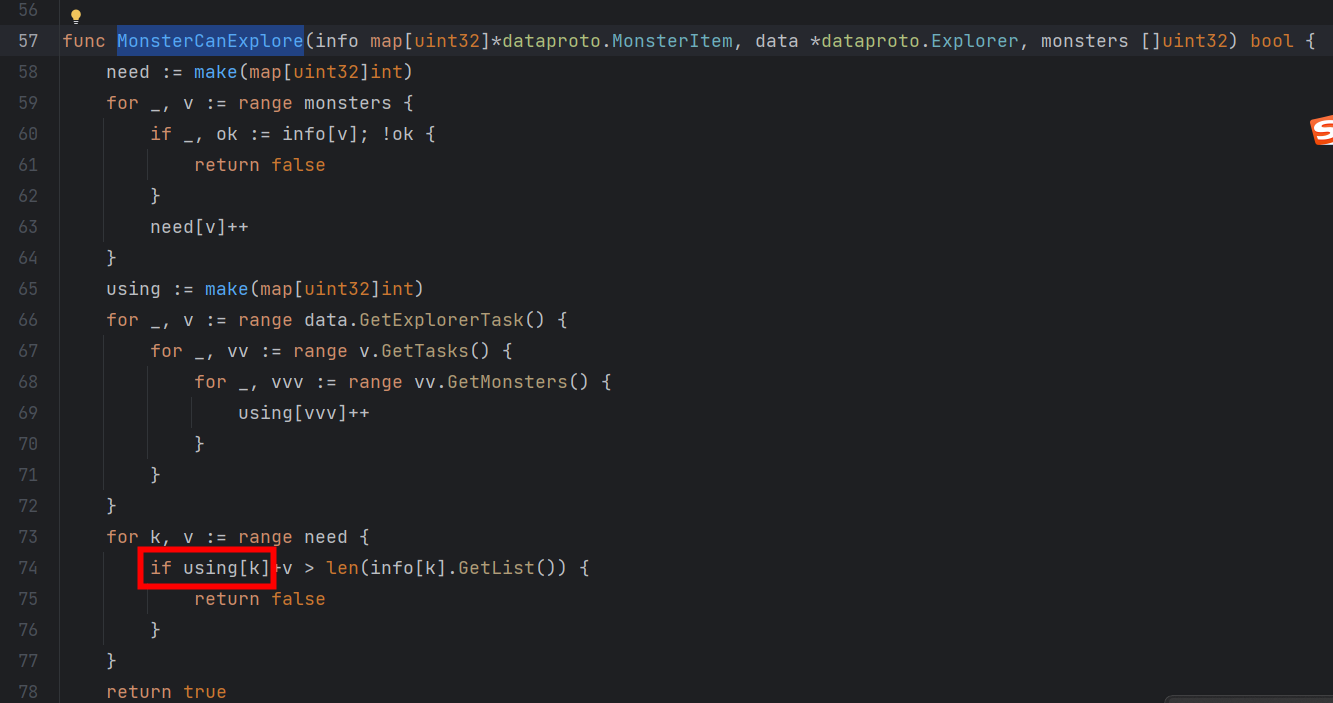 56
57 func MonsterCanExplore(info map[uint32]*dataproto.MonsterItem, data *dataproto.Explorer, monsters []uint32) bool {
58     need := make(map[uint32]int)
59     for _, v := range monsters {
60         if _, ok := info[v]; !ok {
61             return false
62         }
63         need[v]++
64     }
65     using := make(map[uint32]int)
66     for _, v := range data.GetExplorerTask() {
67         for _, vv := range v.GetTasks() {
68             for _, vvv := range vv.GetMonsters() {
69                 using[vvv]++
70             }
71         }
72     }
73     for k, v := range need {
74         if using[k]+v > len(info[k].GetList()) {
75             return false
76         }
77     }
78     return true